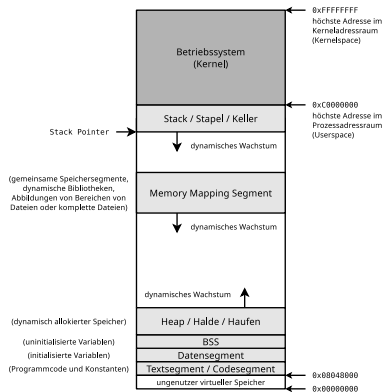 0xFFFFFFFF
höchste Adresse im
Kerneladressraum
(Kernelspace)
Betriebssystem
(Kernel)
0xC0000000
höchste Adresse im
Prozessadressraum
(Userspace)
Stack / Stapel / Keller
Stack Pointer
dynamisches Wachstum
(gemeinsame Speichersegmente,
dynamische Bibliotheken,
Abbildungen von Bereichen von
Dateien oder komplette Dateien)
Memory Mapping Segment
dynamisches Wachstum
dynamisches Wachstum
(dynamisch allokierter Speicher)
Heap / Halde / Haufen
(uninitialisierte Variablen)
BSS
(initialisierte Variablen)
Datensegment
(Programmcode und Konstanten)
Textsegment / Codesegment
0x08048000
ungenutzer virtueller Speicher
0x00000000